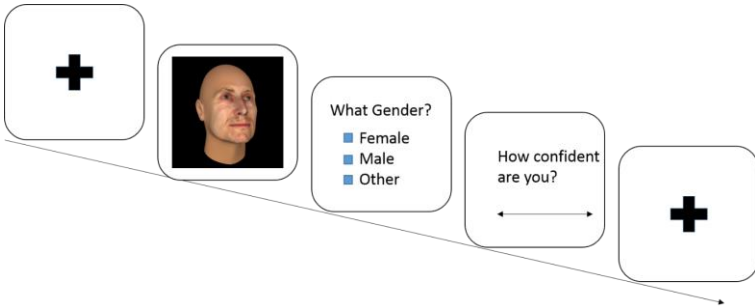 What Gender?
Female
Male
Other
How confident
are you?